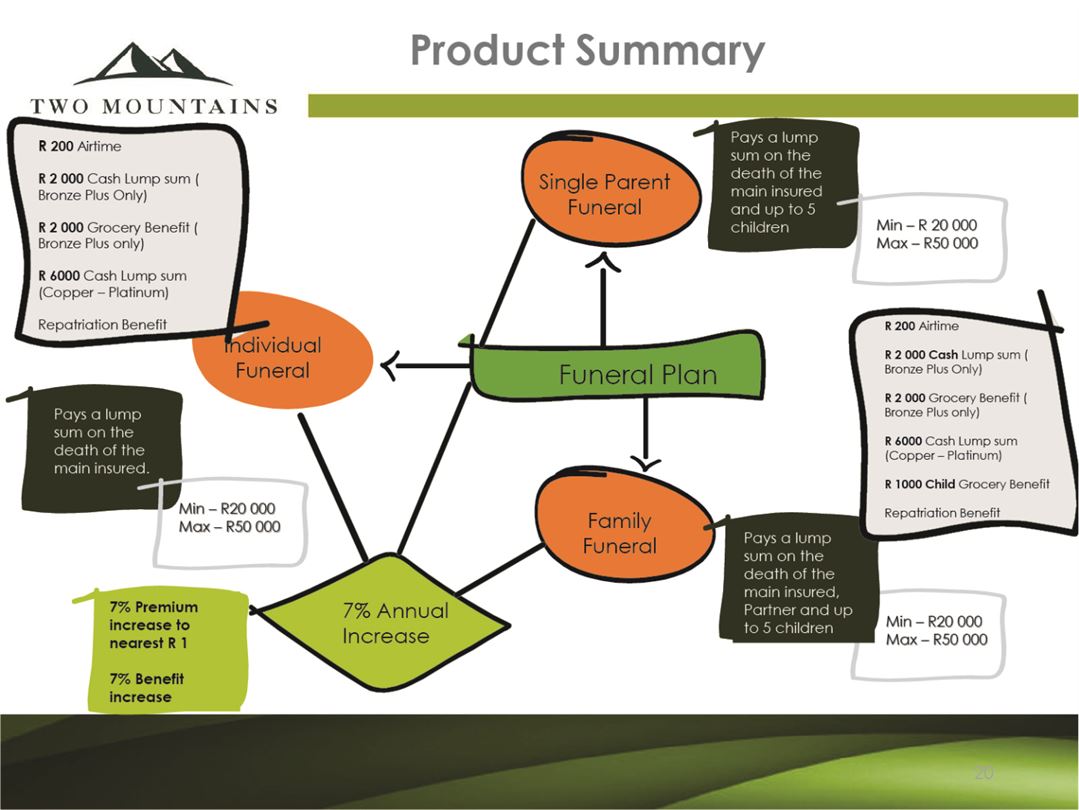 Product Summary
TWO MOUNTAINS
R 200 Airtime
R 2 000 Cash Lump sum (
Bronze Plus Only)
R 2 000 Grocery Benefit (
Bronze Plus only)
R 6000 Cash Lump sum
(Copper – Platinum)
Repatriation Benefit
Single Parent
Funeral
Pays a lump
sum on the
death of the
main insured
and up to 5
children
Min – R 20 000
Max – R50 000
Individual
Funeral
Funeral Plan
R 200 Airtime
R 2 000 Cash Lump sum (
Bronze Plus Only)
R 2 000 Grocery Benefit (
Bronze Plus only)
R 6000 Cash Lump sum
(Copper – Platinum)
R 1000 Child Grocery Benefit
Repatriation Benefit
Pays a lump
sum on the
death of the
main insured.
Min – R20 000
Max – R50 000
Family
Funeral
Pays a lump
sum on the
death of the
main insured,
Partner and up
to 5 children
Min – R20 000
Max – R50 000
7% Annual
Increase
7% Premium
increase to
nearest R 1
7% Benefit
increase
20